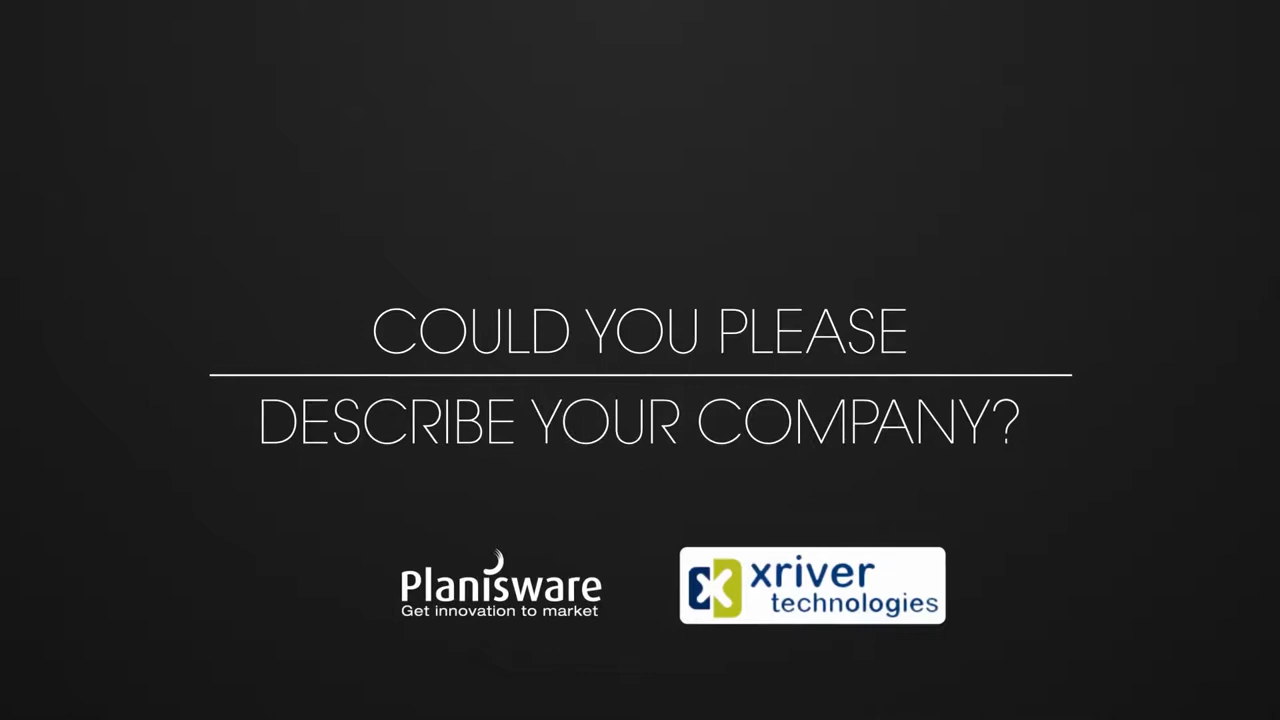 COULD YOU PLEASE
DESCRIBE YOUR COMPANY?
Planisware
Get innovation to market
xriver
technologies